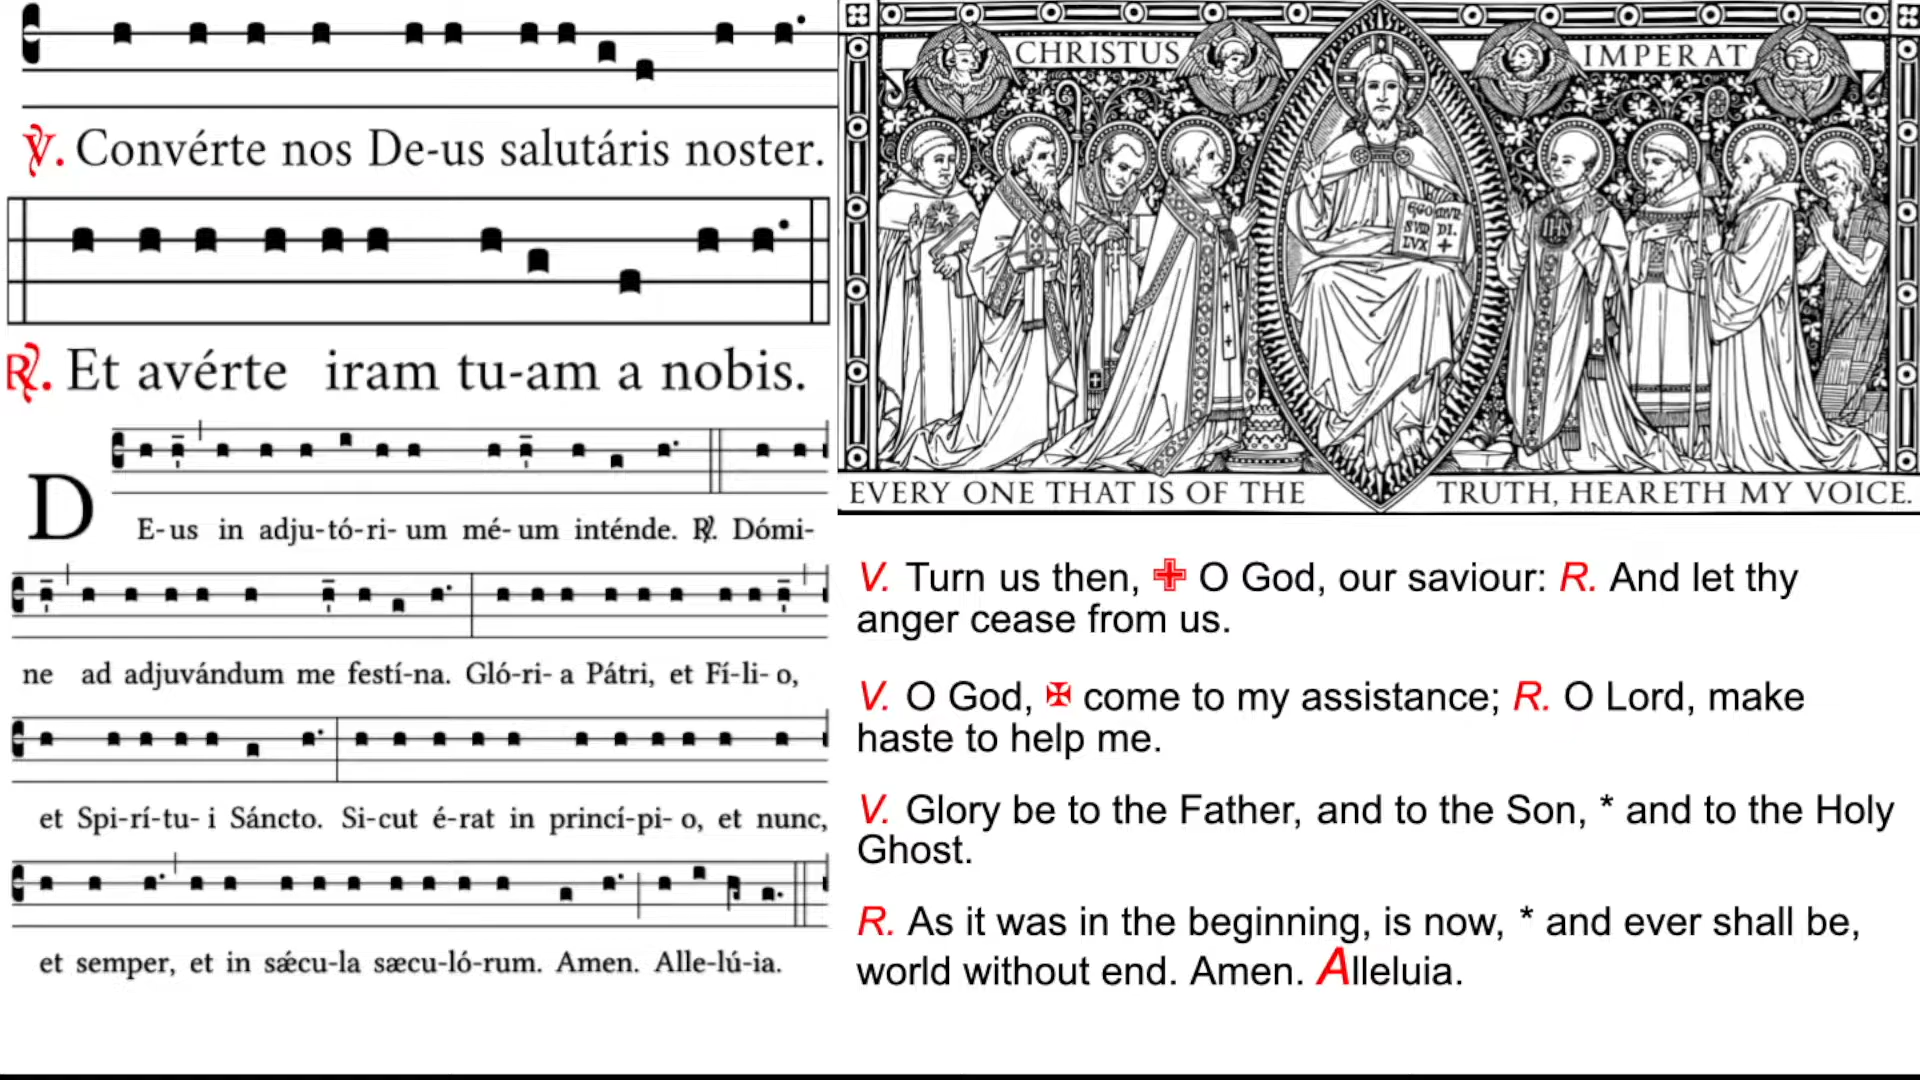 ℣. Convérte nos De-us salutáris noster.
℟. Et avérte iram tu-am a nobis.
DE-us in adju-tó-ri- um mé- um inténde. ℟. Dómi-
ne ad adjuvándum me festí-na. Gló-ri- a Pátri, et Fí-li- o,
et Spi-rí-tu- i Sáncto. Si-cut é-rat in princí-pi- o, et nunc,
et semper, et in sǽcu-la sæcu-ló-rum. Amen. Alle-lú-ia.
CHRISTUS IMPERAT
EGO
SVM
DI.
LVX
IHS
EVERY ONE THAT IS OF THE TRUTH, HEARETH MY VOICE.
V. Turn us then, ✙ O God, our saviour: R. And let thy
anger cease from us.
V. O God, ✠ come to my assistance; R. O Lord, make
haste to help me.
V. Glory be to the Father, and to the Son, * and to the Holy
Ghost.
R. As it was in the beginning, is now, * and ever shall be,
world without end. Amen. Alleluia.